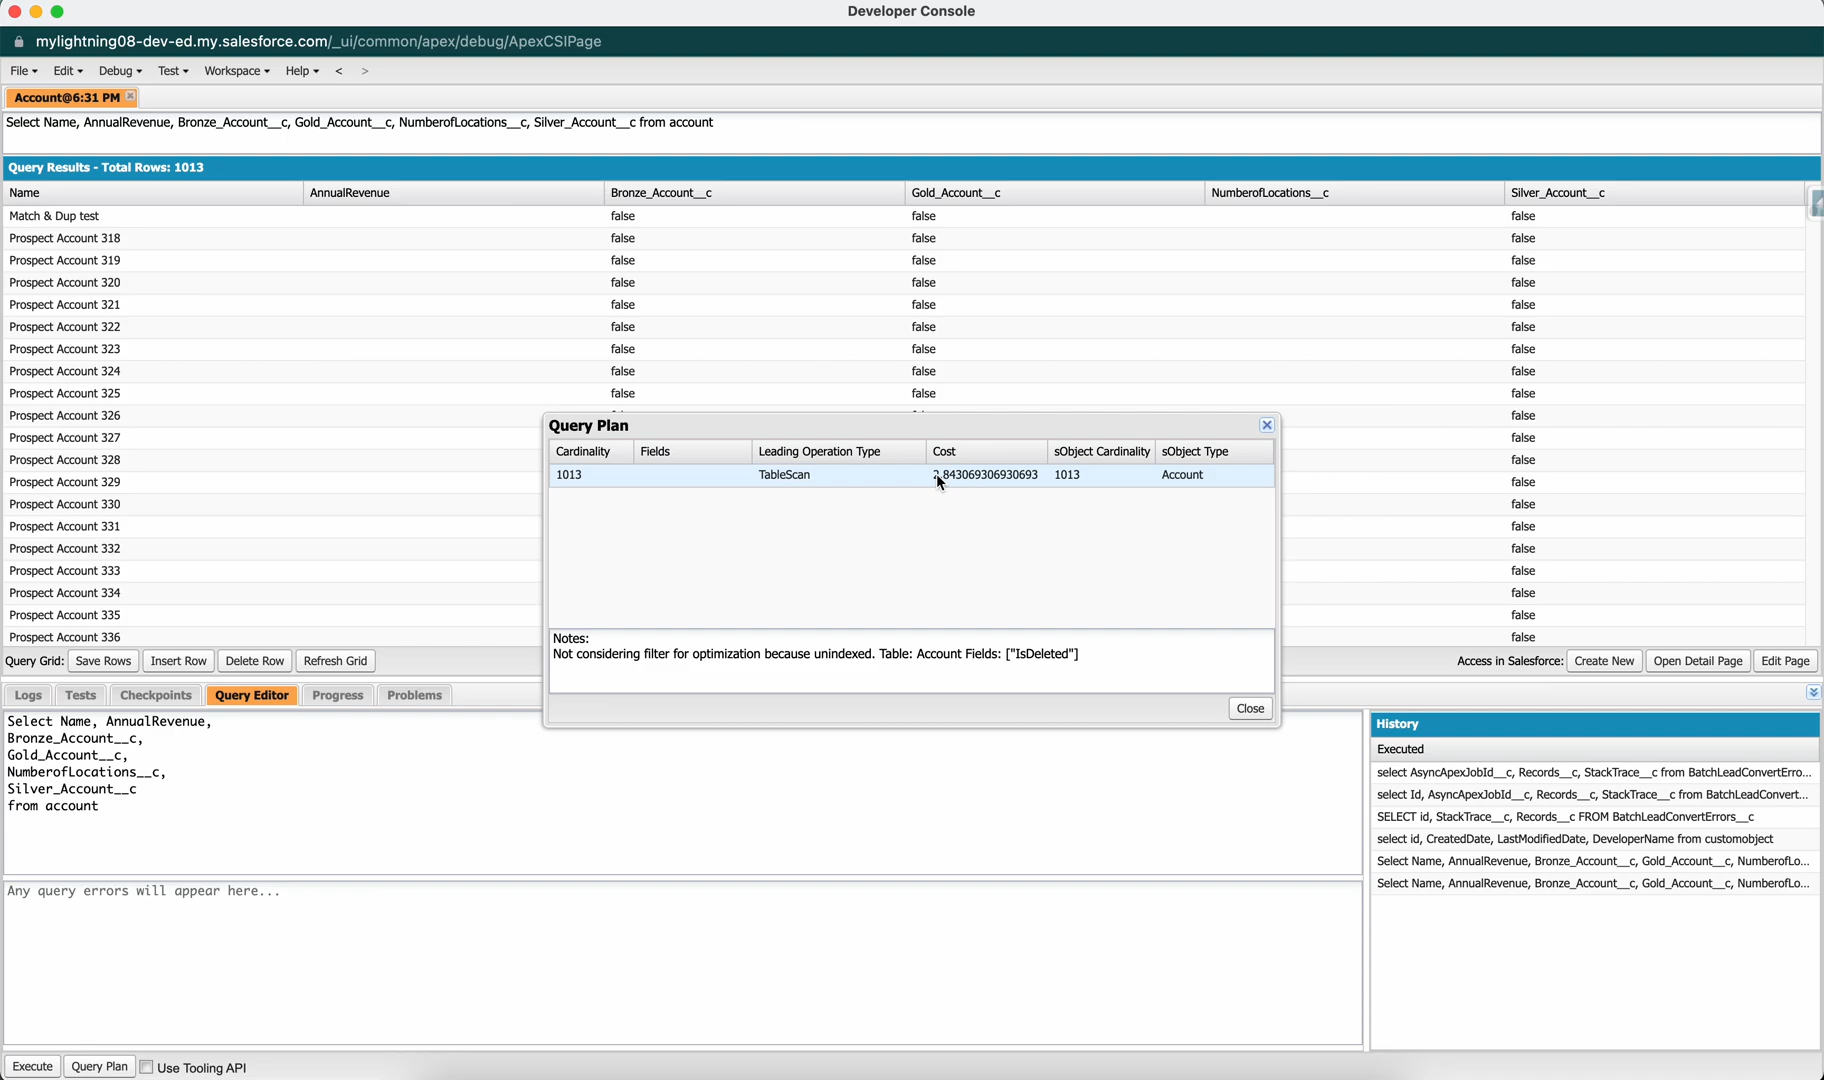 Developer Console
mylightning08-dev-ed.my.salesforce.com/_ui/common/apex/debug/ApexCSIPage
File Edit Debug Test Workspace Help < >
Account@6:31 PM
Select Name, AnnualRevenue, Bronze_Account__c, Gold_Account__c, NumberofLocations__c, Silver_Account__c from account
Query Results - Total Rows: 1013
Name AnnualRevenue Bronze_Account__c Gold_Account__c NumberofLocations__c Silver_Account__c
Match & Dup test false false false
Prospect Account 318 false false false
Prospect Account 319 false false false
Prospect Account 320 false false false
Prospect Account 321 false false false
Prospect Account 322 false false false
Prospect Account 323 false false false
Prospect Account 324 false false false
Prospect Account 325 false false false
Prospect Account 326 false
Prospect Account 327 false
Prospect Account 328 false
Prospect Account 329 false
Prospect Account 330 false
Prospect Account 331 false
Prospect Account 332 false
Prospect Account 333 false
Prospect Account 334 false
Prospect Account 335 false
Prospect Account 336 false
Query Plan
Cardinality Fields Leading Operation Type Cost sObject Cardinality sObject Type
1013 TableScan 2.843069306930693 1013 Account
Notes:
Not considering filter for optimization because unindexed. Table: Account Fields: ["IsDeleted"]
Close
Query Grid: Save Rows Insert Row Delete Row Refresh Grid Access in Salesforce: Create New Open Detail Page Edit Page
Logs Tests Checkpoints Query Editor Progress Problems
Select Name, AnnualRevenue,
Bronze_Account__c,
Gold_Account__c,
NumberofLocations__c,
Silver_Account__c
from account
Any query errors will appear here...
History
Executed
select AsyncApexJobId__c, Records__c, StackTrace__c from BatchLeadConvertErro...
select Id, AsyncApexJobId__c, Records__c, StackTrace__c from BatchLeadConvert...
SELECT id, StackTrace__c, Records__c FROM BatchLeadConvertErrors__c
select id, CreatedDate, LastModifiedDate, DeveloperName from customobject
Select Name, AnnualRevenue, Bronze_Account__c, Gold_Account__c, NumberofLo...
Select Name, AnnualRevenue, Bronze_Account__c, Gold_Account__c, NumberofLo...
Execute Query Plan Use Tooling API